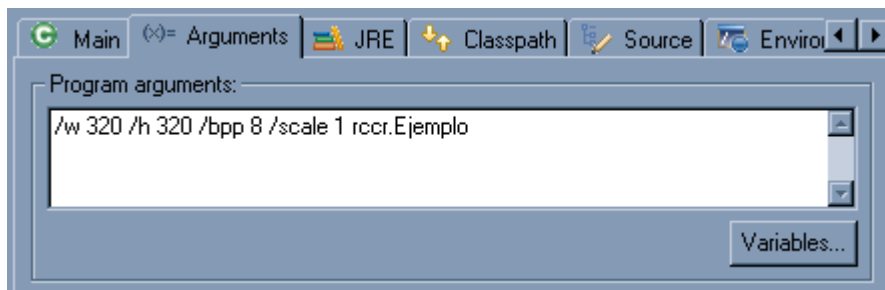 Main (x)= Arguments JRE Classpath Source Enviro
Program arguments:
/w 320 /h 320 /bpp 8 /scale 1 rccr.Ejemplo
Variables...